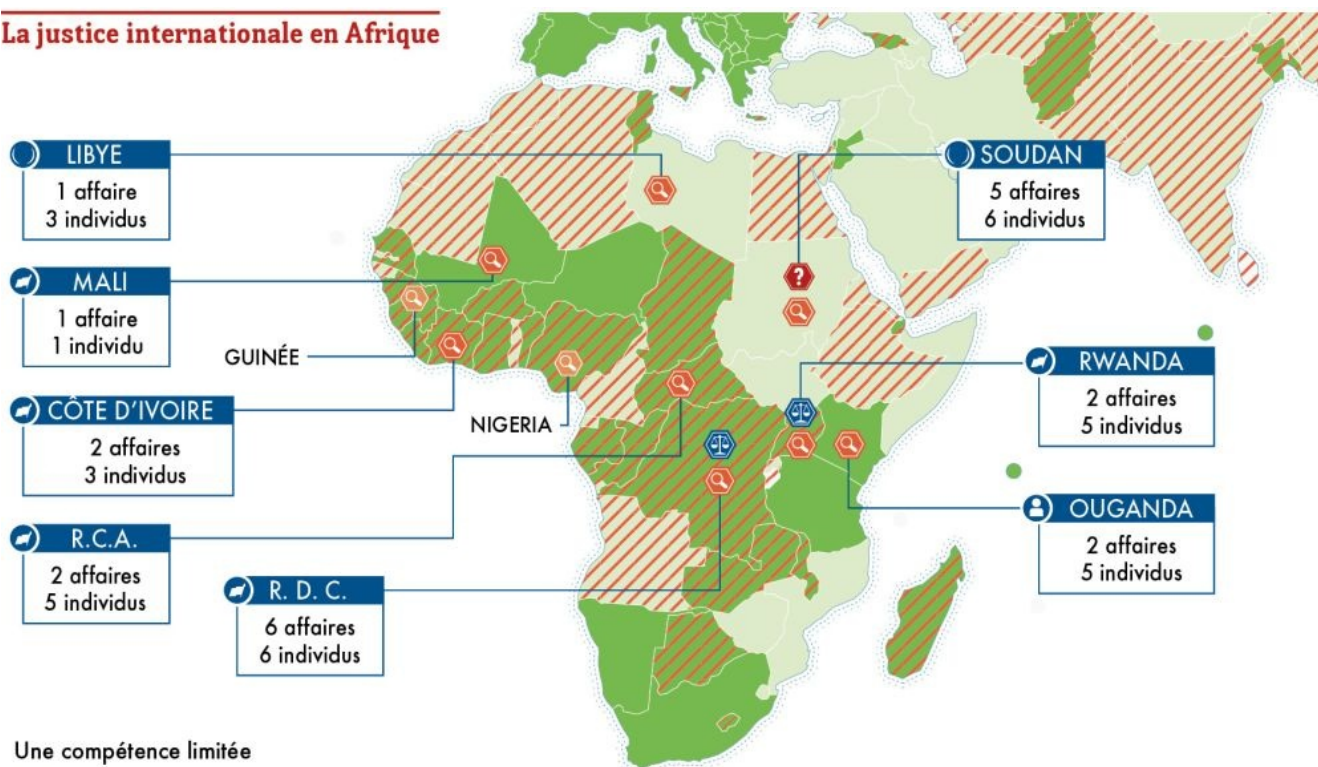 La justice internationale en Afrique
LIBYE
1 affaire
3 individus
SOUDAN
5 affaires
6 individus
?
MALI
1 affaire
1 individu
GUINÉE
RWANDA
2 affaires
5 individus
CÔTE D'IVOIRE
2 affaires
3 individus
NIGERIA
OUGANDA
2 affaires
5 individus
R.C.A.
2 affaires
5 individus
R. D. C.
6 affaires
6 individus
Une compétence limitée